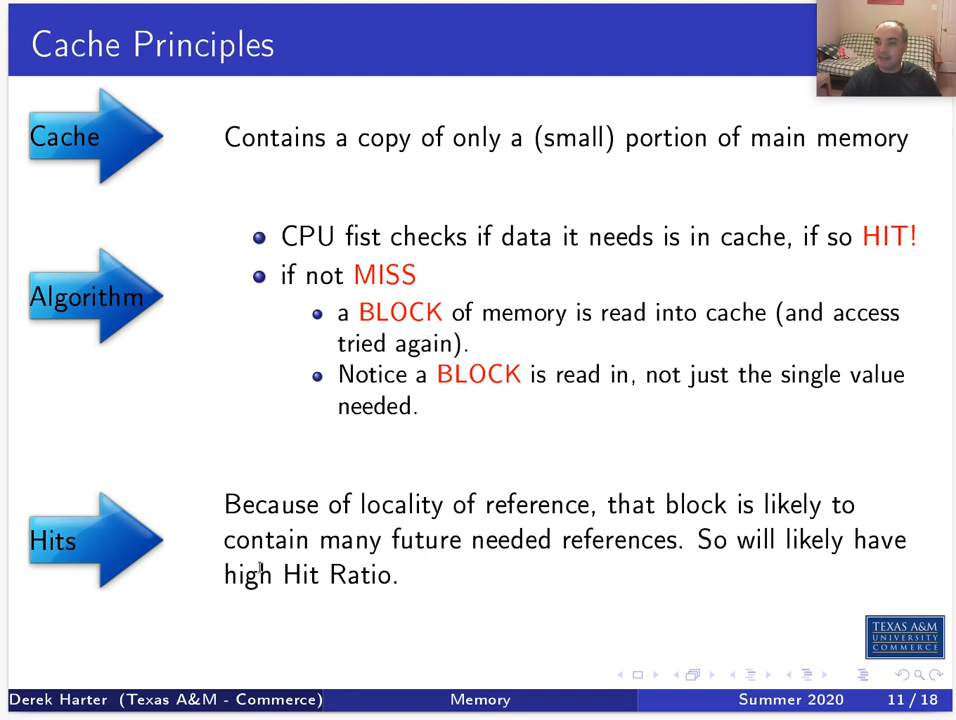 Cache Principles
Cache
Contains a copy of only a (small) portion of main memory
Algorithm
CPU fist checks if data it needs is in cache, if so HIT!
if not MISS
a BLOCK of memory is read into cache (and access
tried again).
Notice a BLOCK is read in, not just the single value
needed.
Hits
Because of locality of reference, that block is likely to
contain many future needed references. So will likely have
high Hit Ratio.
TEXAS A&M
UNIVERSITY
COMMERCE
Derek Harter (Texas A&M - Commerce)
Memory
Summer 2020
11 / 18